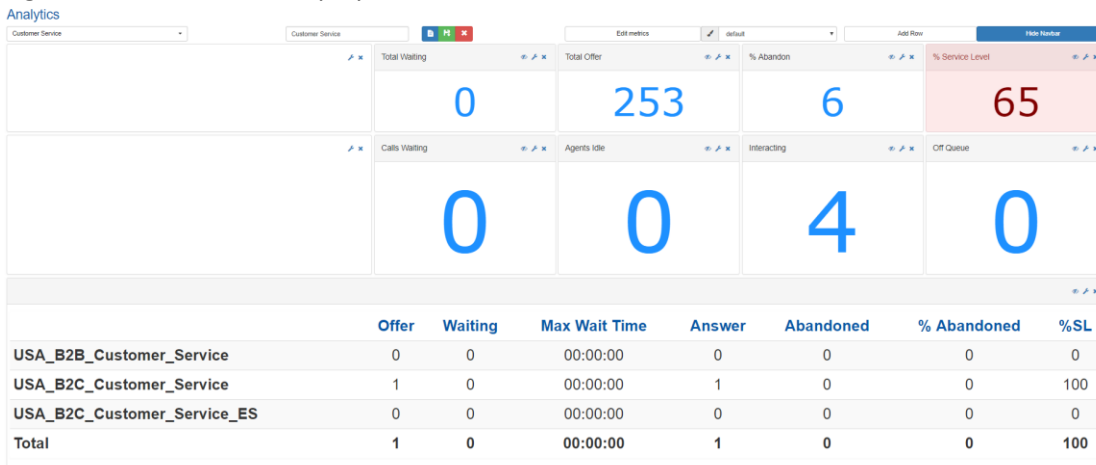 Analytics
Customer Service Customer Service Edit metrics default Add Row Hide Navbar
Total Waiting Total Offer % Abandon % Service Level
0 253 6 65
Calls Waiting Agents Idle Interacting Off Queue
0 0 4 0
Offer Waiting Max Wait Time Answer Abandoned % Abandoned %SL
USA_B2B_Customer_Service 0 0 00:00:00 0 0 0 0
USA_B2C_Customer_Service 1 0 00:00:00 1 0 0 100
USA_B2C_Customer_Service_ES 0 0 00:00:00 0 0 0 0
Total 1 0 00:00:00 1 0 0 100